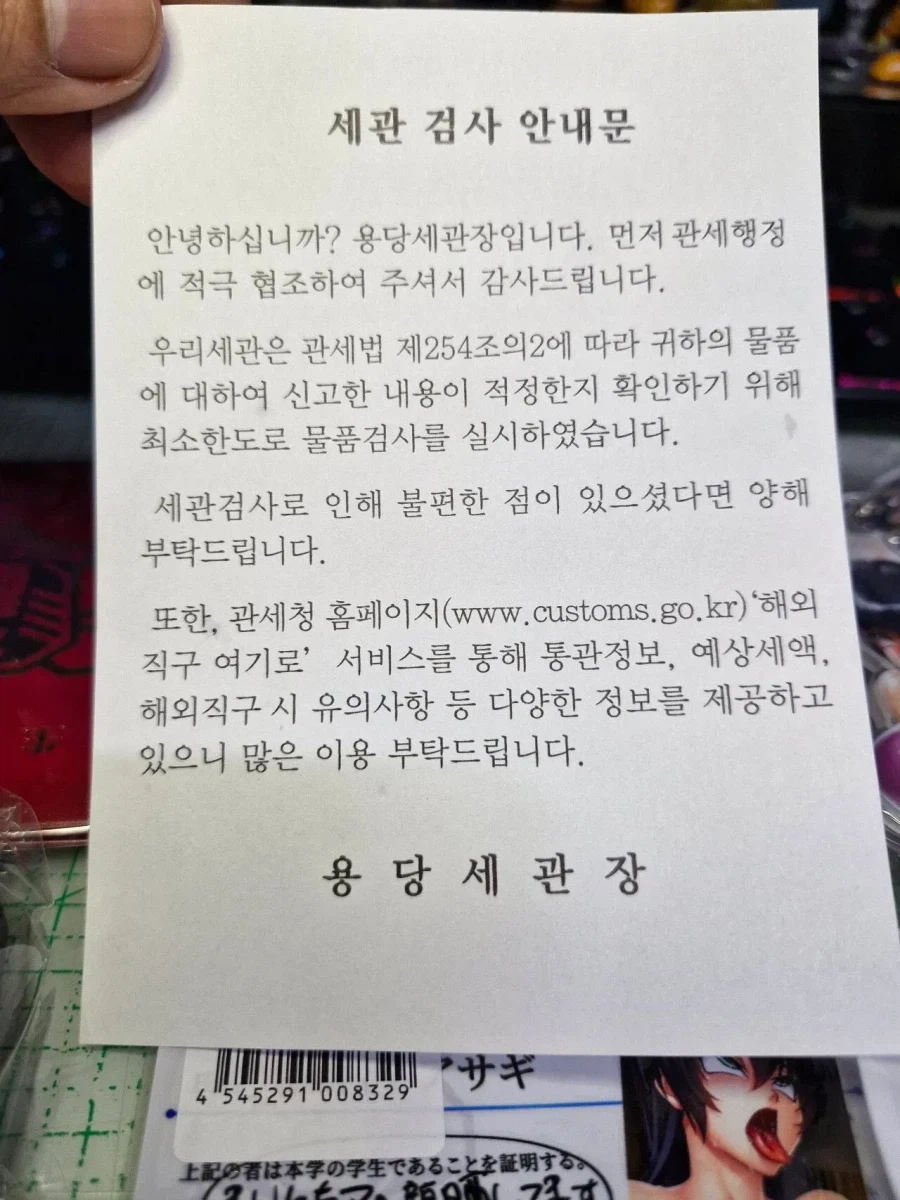 세관 검사 안내문
안녕하십니까? 용당세관장입니다. 먼저 관세행정
에 적극 협조하여 주셔서 감사드립니다.
우리세관은 관세법 제254조의2에 따라 귀하의 물품
에 대하여 신고한 내용이 적정한지 확인하기 위해
최소한도로 물품검사를 실시하였습니다.
세관검사로 인해 불편한 점이 있으셨다면 양해
부탁드립니다.
또한, 관세청 홈페이지(www.customs.go.kr)‘해외
직구 여기로’ 서비스를 통해 통관정보, 예상세액,
해외직구 시 유의사항 등 다양한 정보를 제공하고
있으니 많은 이용 부탁드립니다.
용 당 세 관 장
サギ
4 545291 008329
上記の者は本学の学生であることを証明する。